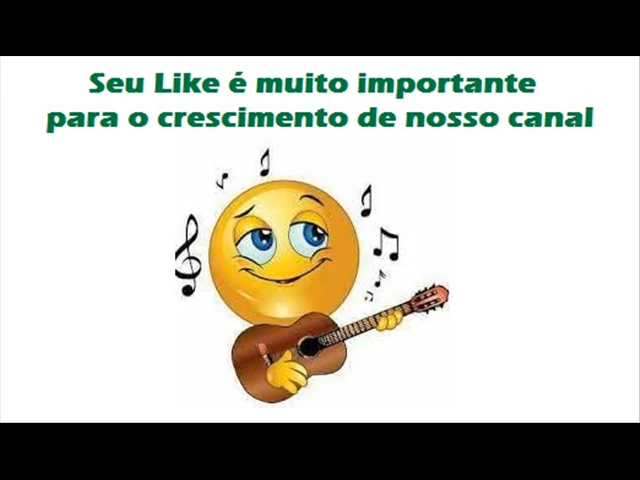 Seu Like é muito importante
para o crescimento de nosso canal